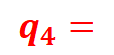 q₄ =